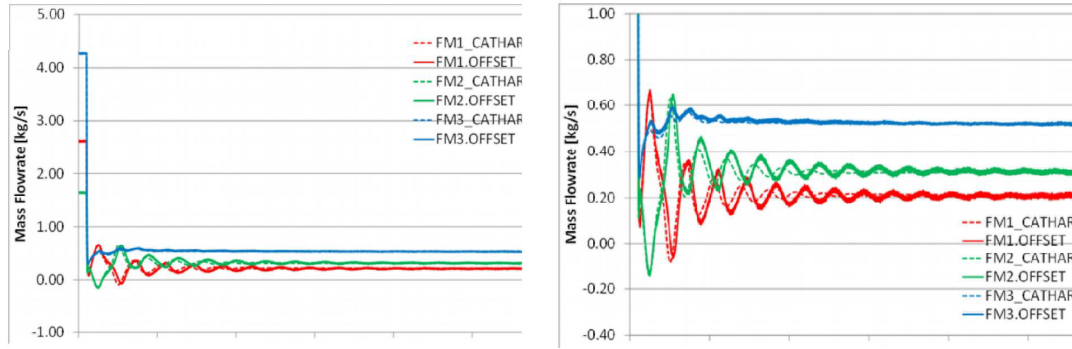 5.00
4.00
3.00
2.00
1.00
0.00
-1.00
Mass Flowrate [kg/s]
FM1_CATHAR
FM1.OFFSET
FM2_CATHAR
FM2.OFFSET
FM3_CATHAR
FM3.OFFSET
1.00
0.80
0.60
0.40
0.20
0.00
-0.20
-0.40
Mass Flowrate [kg/s]
FM1_CATHAR
FM1.OFFSET
FM2_CATHAR
FM2.OFFSET
FM3_CATHAR
FM3.OFFSET